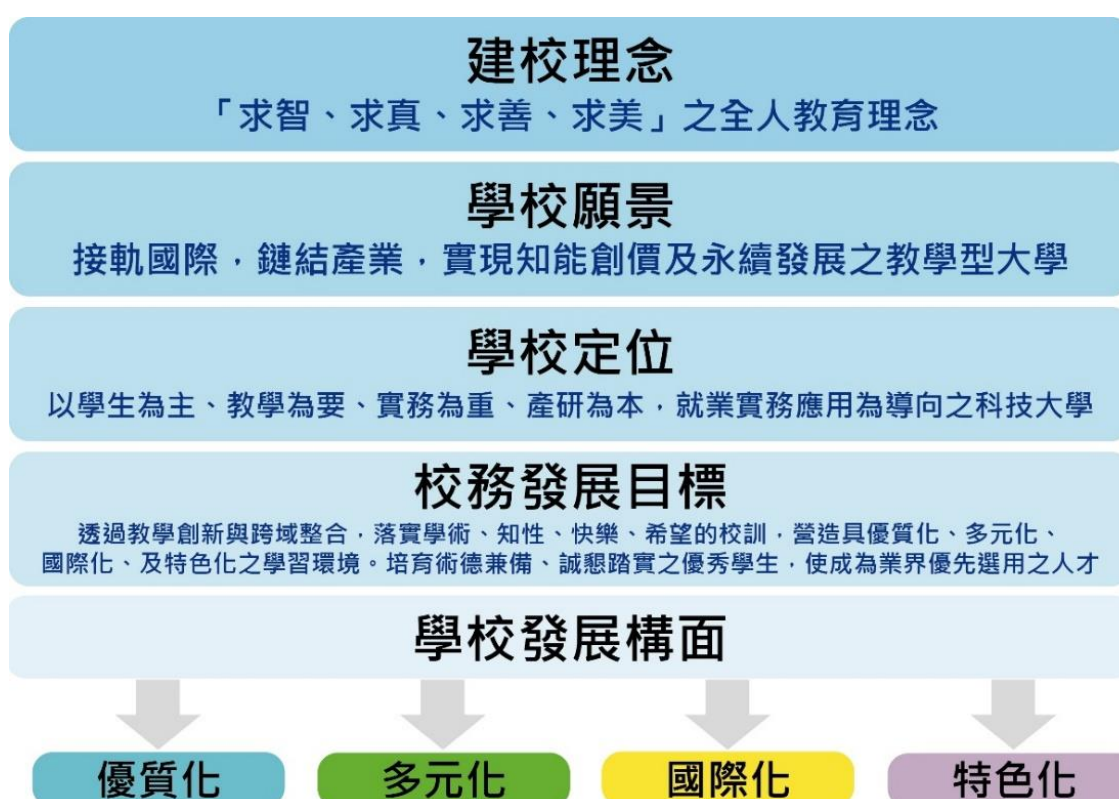 建校理念
「求智、求真、求善、求美」之全人教育理念
學校願景
接軌國際，鏈結產業，實現知能創價及永續發展之教學型大學
學校定位
以學生為主、教學為要、實務為重、產研為本，就業實務應用為導向之科技大學
校務發展目標
透過教學創新與跨域整合，落實學術、知性、快樂、希望的校訓，營造具優質化、多元化、
國際化、及特色化之學習環境。培育術德兼備、誠懇踏實之優秀學生，使成為業界優先選用之人才
學校發展構面
優質化
多元化
國際化
特色化